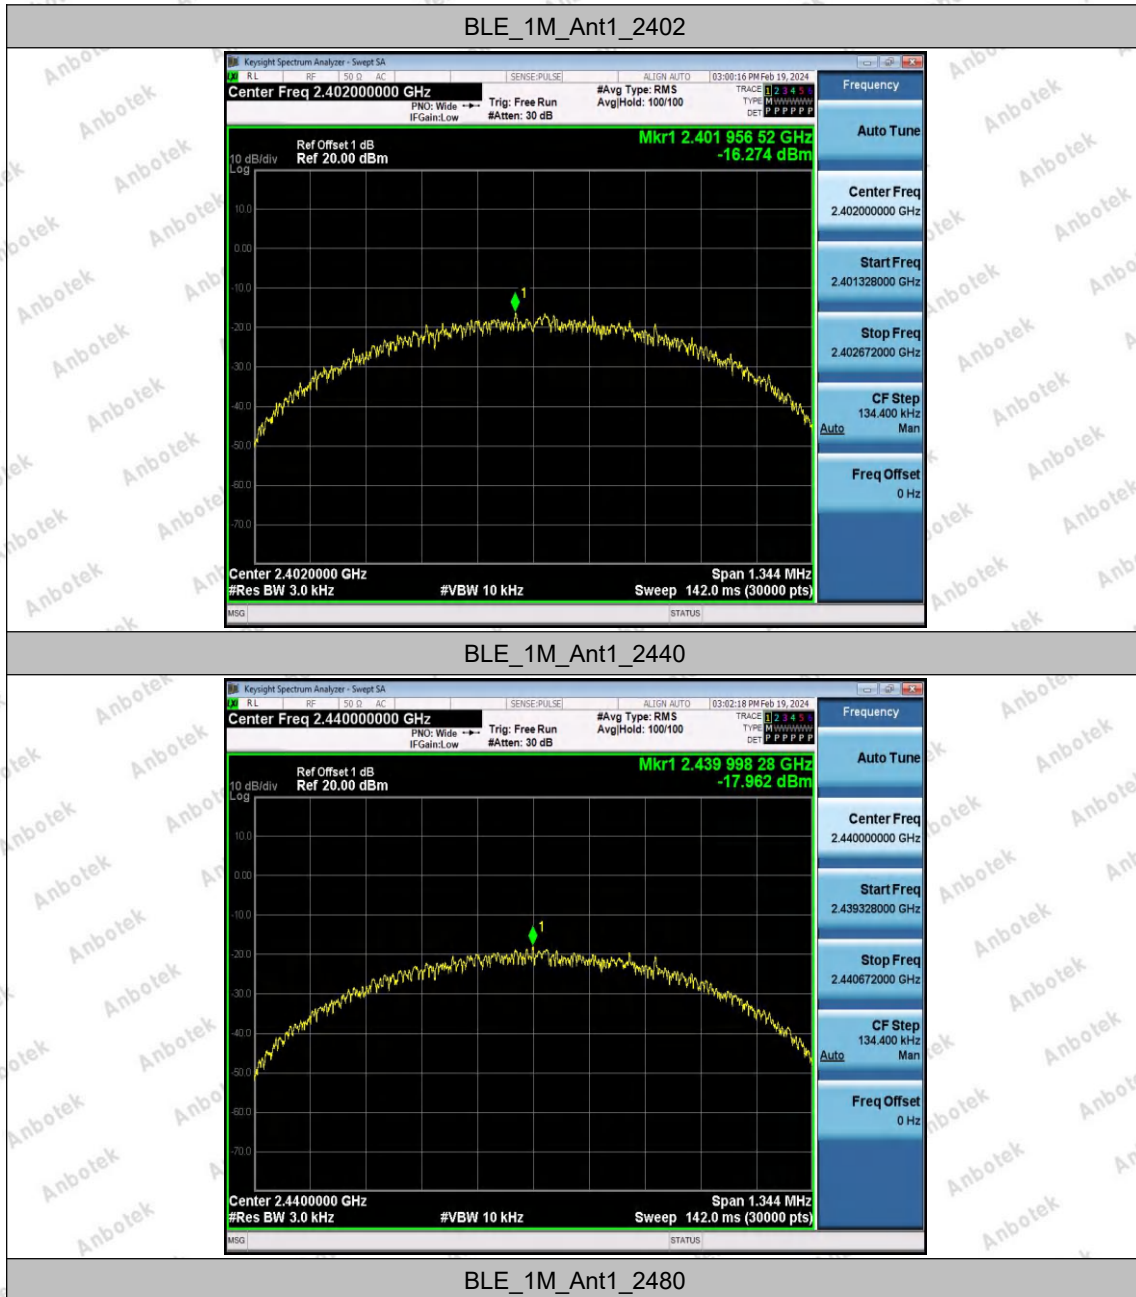 BLE_1M_Ant1_2402
Keysight Spectrum Analyzer - Swept SA
RL RF 50 Ω AC SENSE:PULSE ALIGN AUTO 03:00:16 PM Feb 19, 2024
Center Freq 2.402000000 GHz
PNO: Wide
IFGain:Low
Trig: Free Run
#Atten: 30 dB
#Avg Type: RMS
Avg|Hold: 100/100
TRACE 1 2 3 4 5 6
TYPE M WWWWW
DET P P P P P P
Frequency
Auto Tune
Center Freq
2.402000000 GHz
Start Freq
2.401328000 GHz
Stop Freq
2.402672000 GHz
CF Step
134.400 kHz
Auto Man
Freq Offset
0 Hz
Mkr1 2.401 956 52 GHz
-16.274 dBm
Ref Offset 1 dB
10 dB/div Ref 20.00 dBm
Log
10.0
0.00
-10.0
1
-20.0
-30.0
-40.0
-50.0
-60.0
-70.0
Center 2.4020000 GHz Span 1.344 MHz
#Res BW 3.0 kHz #VBW 10 kHz Sweep 142.0 ms (30000 pts)
MSG STATUS
BLE_1M_Ant1_2440
Keysight Spectrum Analyzer - Swept SA
RL RF 50 Ω AC SENSE:PULSE ALIGN AUTO 03:02:18 PM Feb 19, 2024
Center Freq 2.440000000 GHz
PNO: Wide
IFGain:Low
Trig: Free Run
#Atten: 30 dB
#Avg Type: RMS
Avg|Hold: 100/100
TRACE 1 2 3 4 5 6
TYPE M WWWWW
DET P P P P P P
Frequency
Auto Tune
Center Freq
2.440000000 GHz
Start Freq
2.439328000 GHz
Stop Freq
2.440672000 GHz
CF Step
134.400 kHz
Auto Man
Freq Offset
0 Hz
Mkr1 2.439 998 28 GHz
-17.962 dBm
Ref Offset 1 dB
10 dB/div Ref 20.00 dBm
Log
10.0
0.00
-10.0
1
-20.0
-30.0
-40.0
-50.0
-60.0
-70.0
Center 2.4400000 GHz Span 1.344 MHz
#Res BW 3.0 kHz #VBW 10 kHz Sweep 142.0 ms (30000 pts)
MSG STATUS
BLE_1M_Ant1_2480
Anbotek